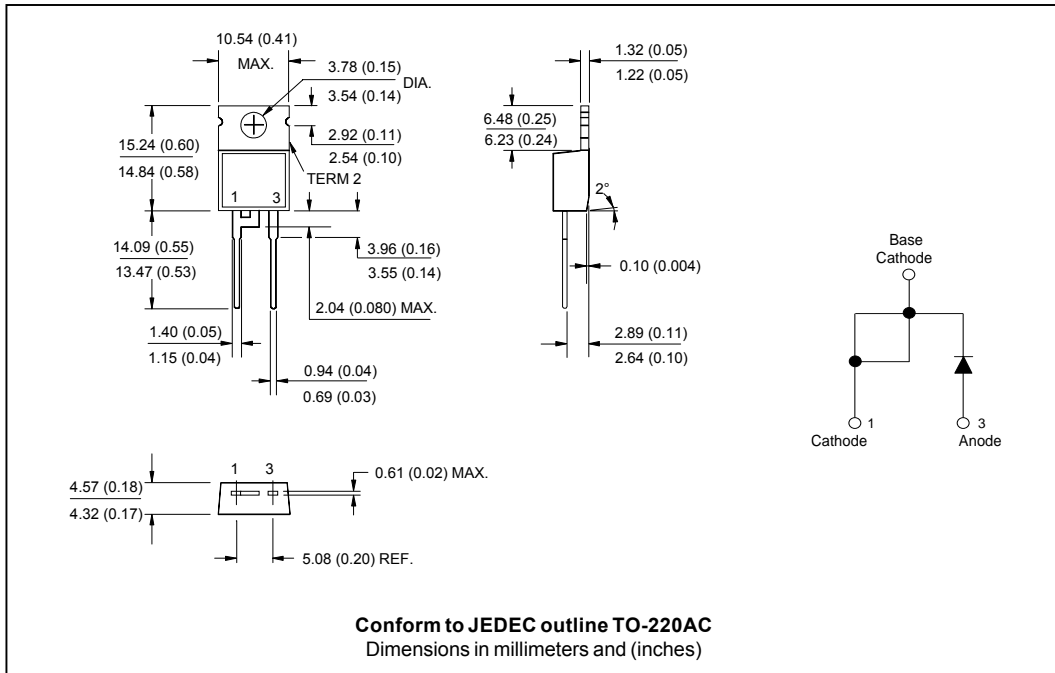 10.54 (0.41)
MAX.
3.78 (0.15)
3.54 (0.14)
DIA.
2.92 (0.11)
2.54 (0.10)
TERM 2
15.24 (0.60)
14.84 (0.58)
1 3
14.09 (0.55)
13.47 (0.53)
3.96 (0.16)
3.55 (0.14)
2.04 (0.080) MAX.
1.40 (0.05)
1.15 (0.04)
0.94 (0.04)
0.69 (0.03)
1.32 (0.05)
1.22 (0.05)
6.48 (0.25)
6.23 (0.24)
2°
0.10 (0.004)
2.89 (0.11)
2.64 (0.10)
Base
Cathode
1
Cathode
3
Anode
1 3
0.61 (0.02) MAX.
4.57 (0.18)
4.32 (0.17)
5.08 (0.20) REF.
Conform to JEDEC outline TO-220AC
Dimensions in millimeters and (inches)